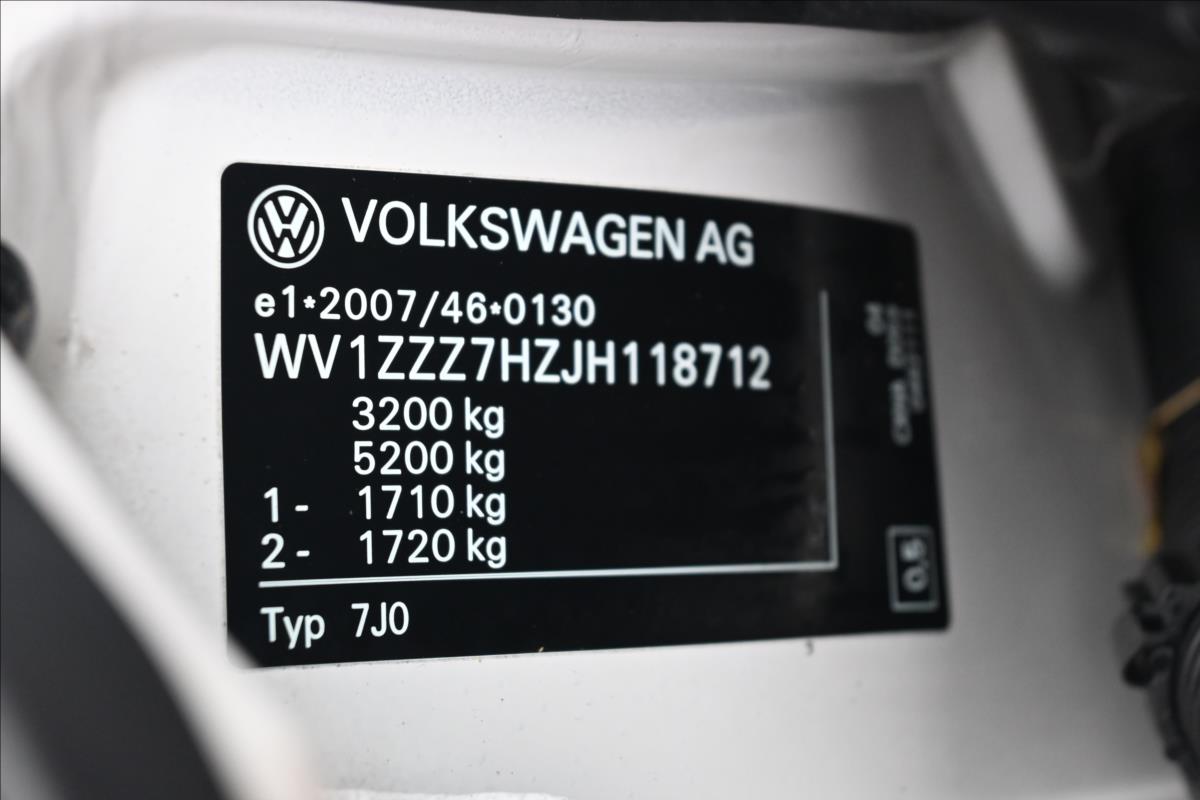 VOLKSWAGEN AG
e1*2007/46*0130
WV1ZZZ7HZJH118712
3200 kg
5200 kg
1- 1710 kg
2- 1720 kg
Typ 7J0
04
0,5